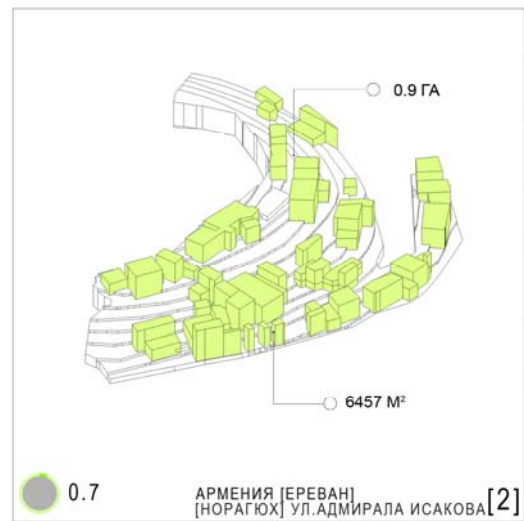 0.9 ГА
6457 М²
0.7
АРМЕНИЯ [ЕРЕВАН]
[НОРАГЮХ] УЛ.АДМИРАЛА ИСАКОВА [2]